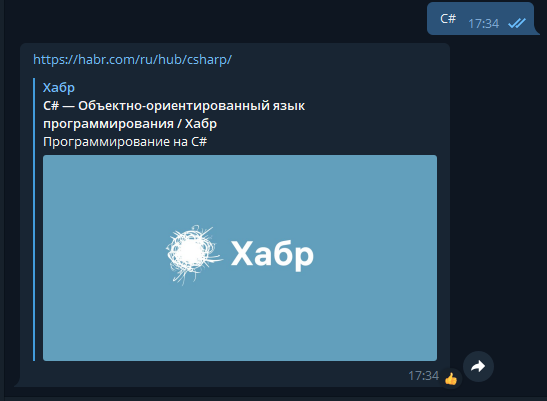 C# 17:34
https://habr.com/ru/hub/csharp/
Хабр
C# — Объектно-ориентированный язык
программирования / Хабр
Программирование на C#
Хабр
17:34